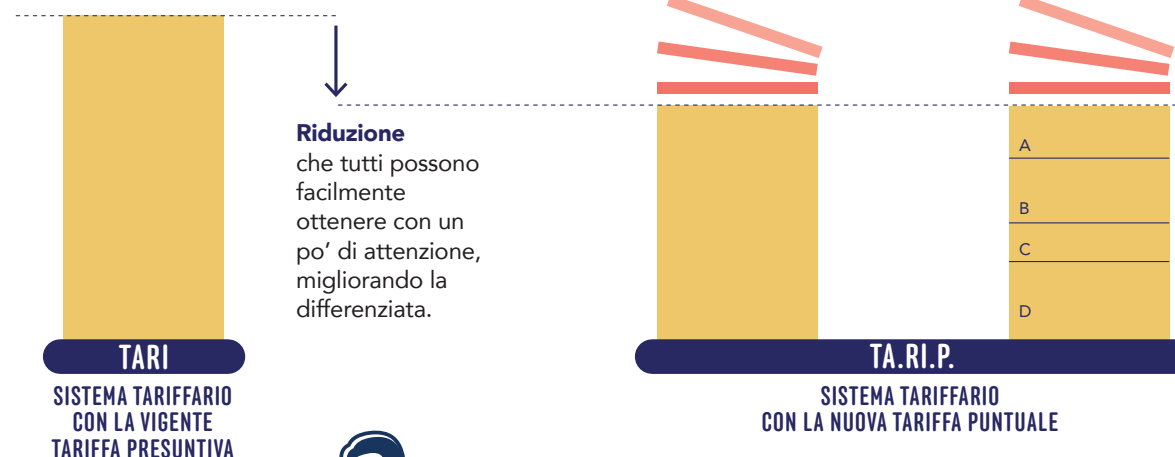 Riduzione
che tutti possono
facilmente
ottenere con un
po' di attenzione,
migliorando la
differenziata.
A
B
C
D
TARI
SISTEMA TARIFFARIO
CON LA VIGENTE
TARIFFA PRESUNTIVA
TA.RI.P.
SISTEMA TARIFFARIO
CON LA NUOVA TARIFFA PUNTUALE